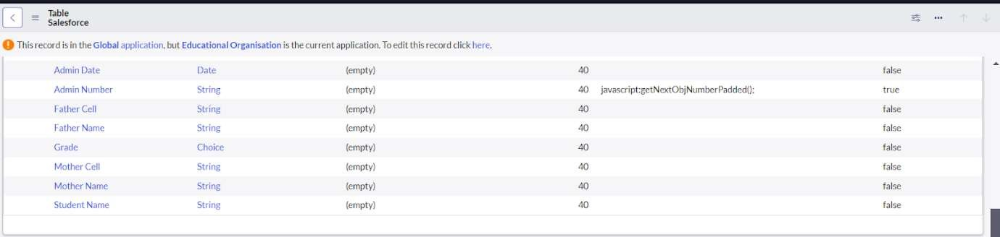 Table
Salesforce
This record is in the Global application, but Educational Organisation is the current application. To edit this record click here.
Admin Date Date (empty) 40 false
Admin Number String (empty) 40 javascript:getNextObjNumberPadded(); true
Father Cell String (empty) 40 false
Father Name String (empty) 40 false
Grade Choice (empty) 40 false
Mother Cell String (empty) 40 false
Mother Name String (empty) 40 false
Student Name String (empty) 40 false